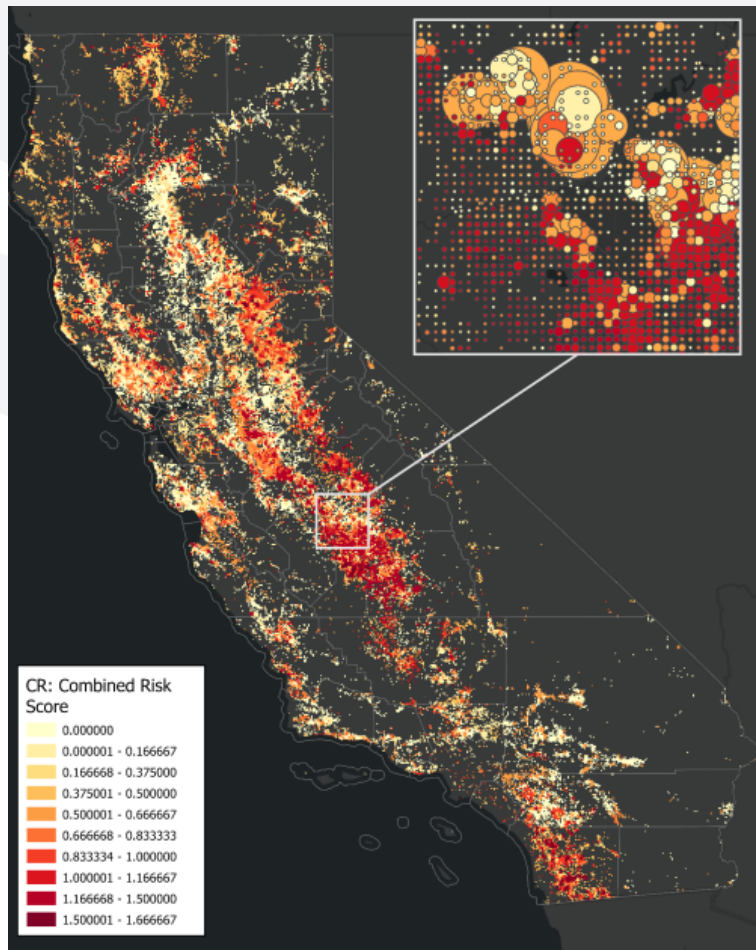 CR: Combined Risk
Score
0.000000
0.000001 - 0.166667
0.166668 - 0.375000
0.375001 - 0.500000
0.500001 - 0.666667
0.666668 - 0.833333
0.833334 - 1.000000
1.000001 - 1.166667
1.166668 - 1.500000
1.500001 - 1.666667